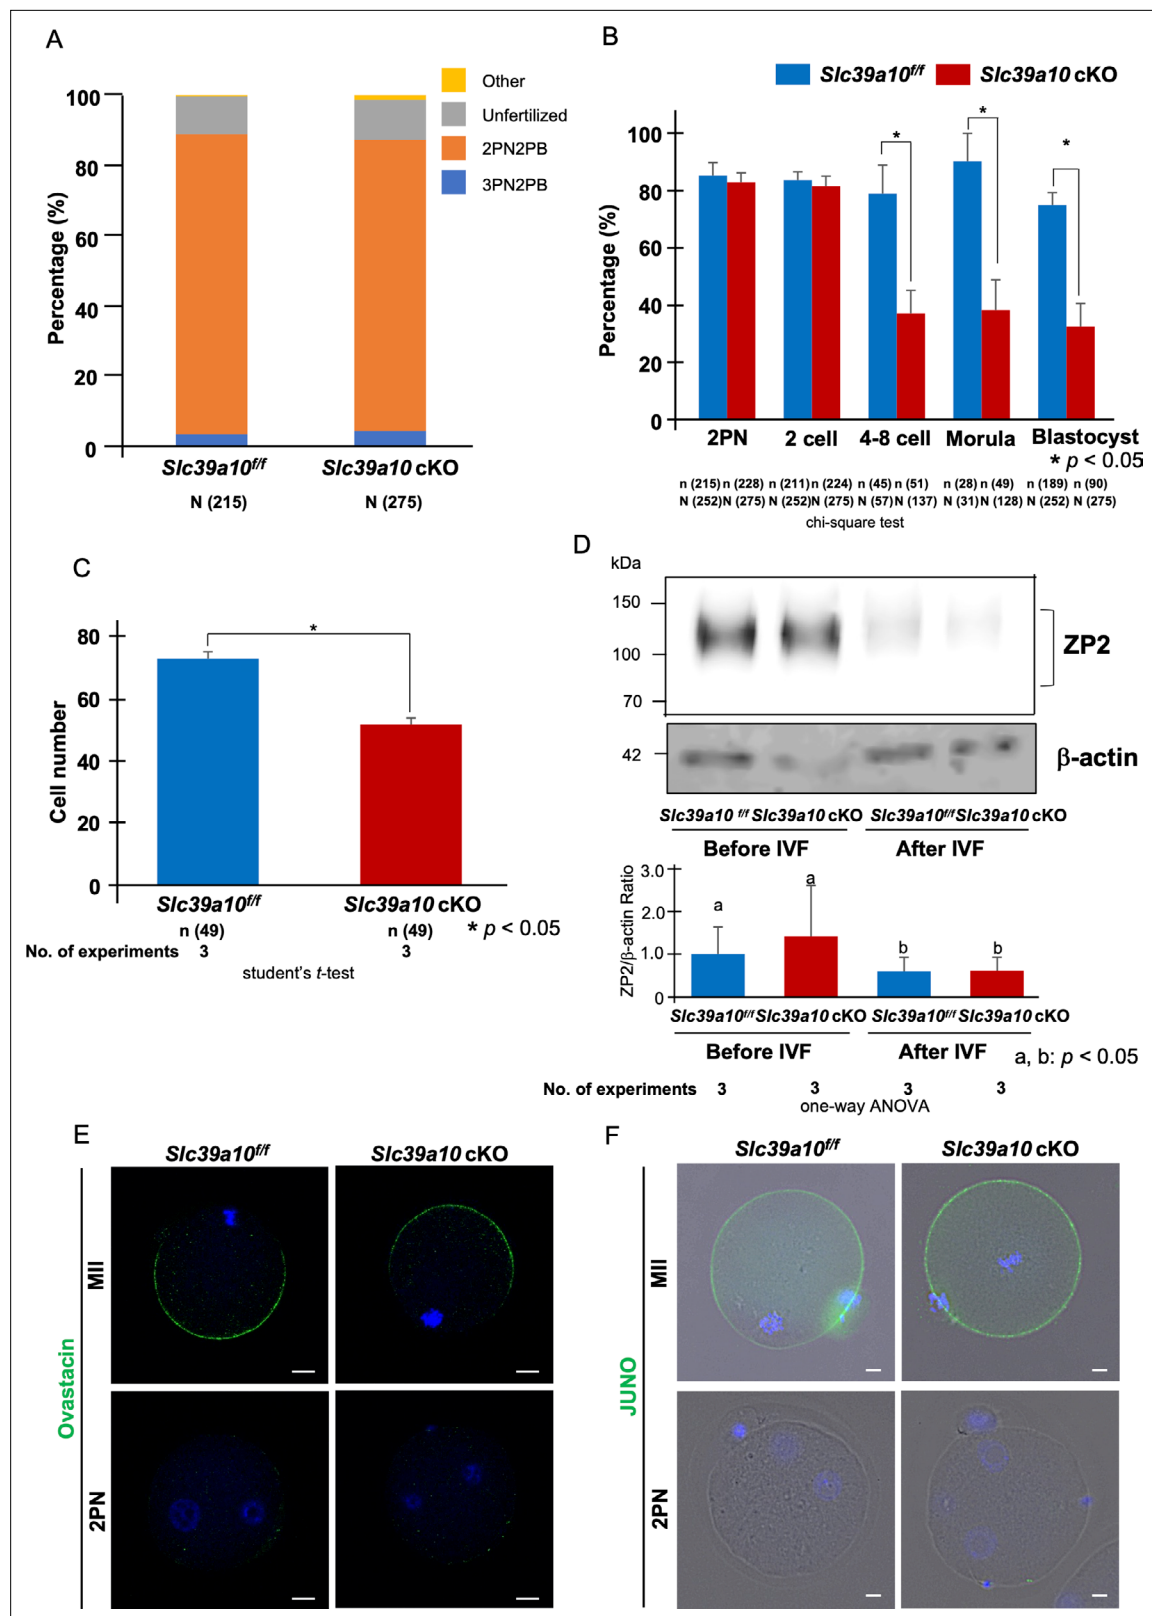 A
100
80
60
40
20
0
Percentage (%)
Other
Unfertilized
2PN2PB
3PN2PB
Slc39a10f/f
Slc39a10 cKO
N (215)
N (275)
B
Slc39a10f/f
Slc39a10 cKO
100
80
60
40
20
0
Percentage (%)
*
*
*
2PN
2 cell
4-8 cell
Morula
Blastocyst
* p < 0.05
n (215) n (228) n (211) n (224) n (45) n (51) n (28) n (49) n (189) n (90)
N (252) N (275) N (252) N (275) N (57) N (137) N (31) N (128) N (252) N (275)
chi-square test
C
80
60
40
20
0
Cell number
*
Slc39a10f/f
Slc39a10 cKO
n (49)
n (49)
* p < 0.05
No. of experiments 3 3
student's t-test
D
kDa
150
100
70
ZP2
42
β-actin
Slc39a10 f/f Slc39a10 cKO Slc39a10f/f Slc39a10 cKO
Before IVF
After IVF
3.0
2.0
1.0
0
ZP2/β-actin Ratio
a
a
b
b
Slc39a10f/f Slc39a10 cKO Slc39a10f/f Slc39a10 cKO
Before IVF
After IVF
a, b: p < 0.05
No. of experiments 3 3 3 3
one-way ANOVA
E
Slc39a10f/f
Slc39a10 cKO
Ovastacin
MII
2PN
F
Slc39a10f/f
Slc39a10 cKO
JUNO
MII
2PN